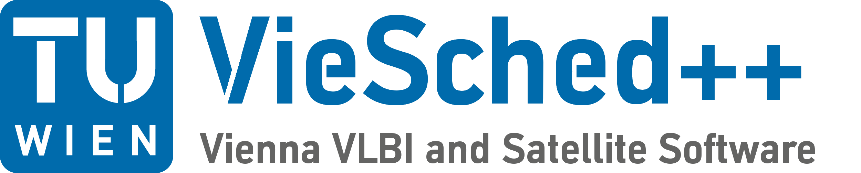 TU
WIEN
VieSched++
Vienna VLBI and Satellite Software